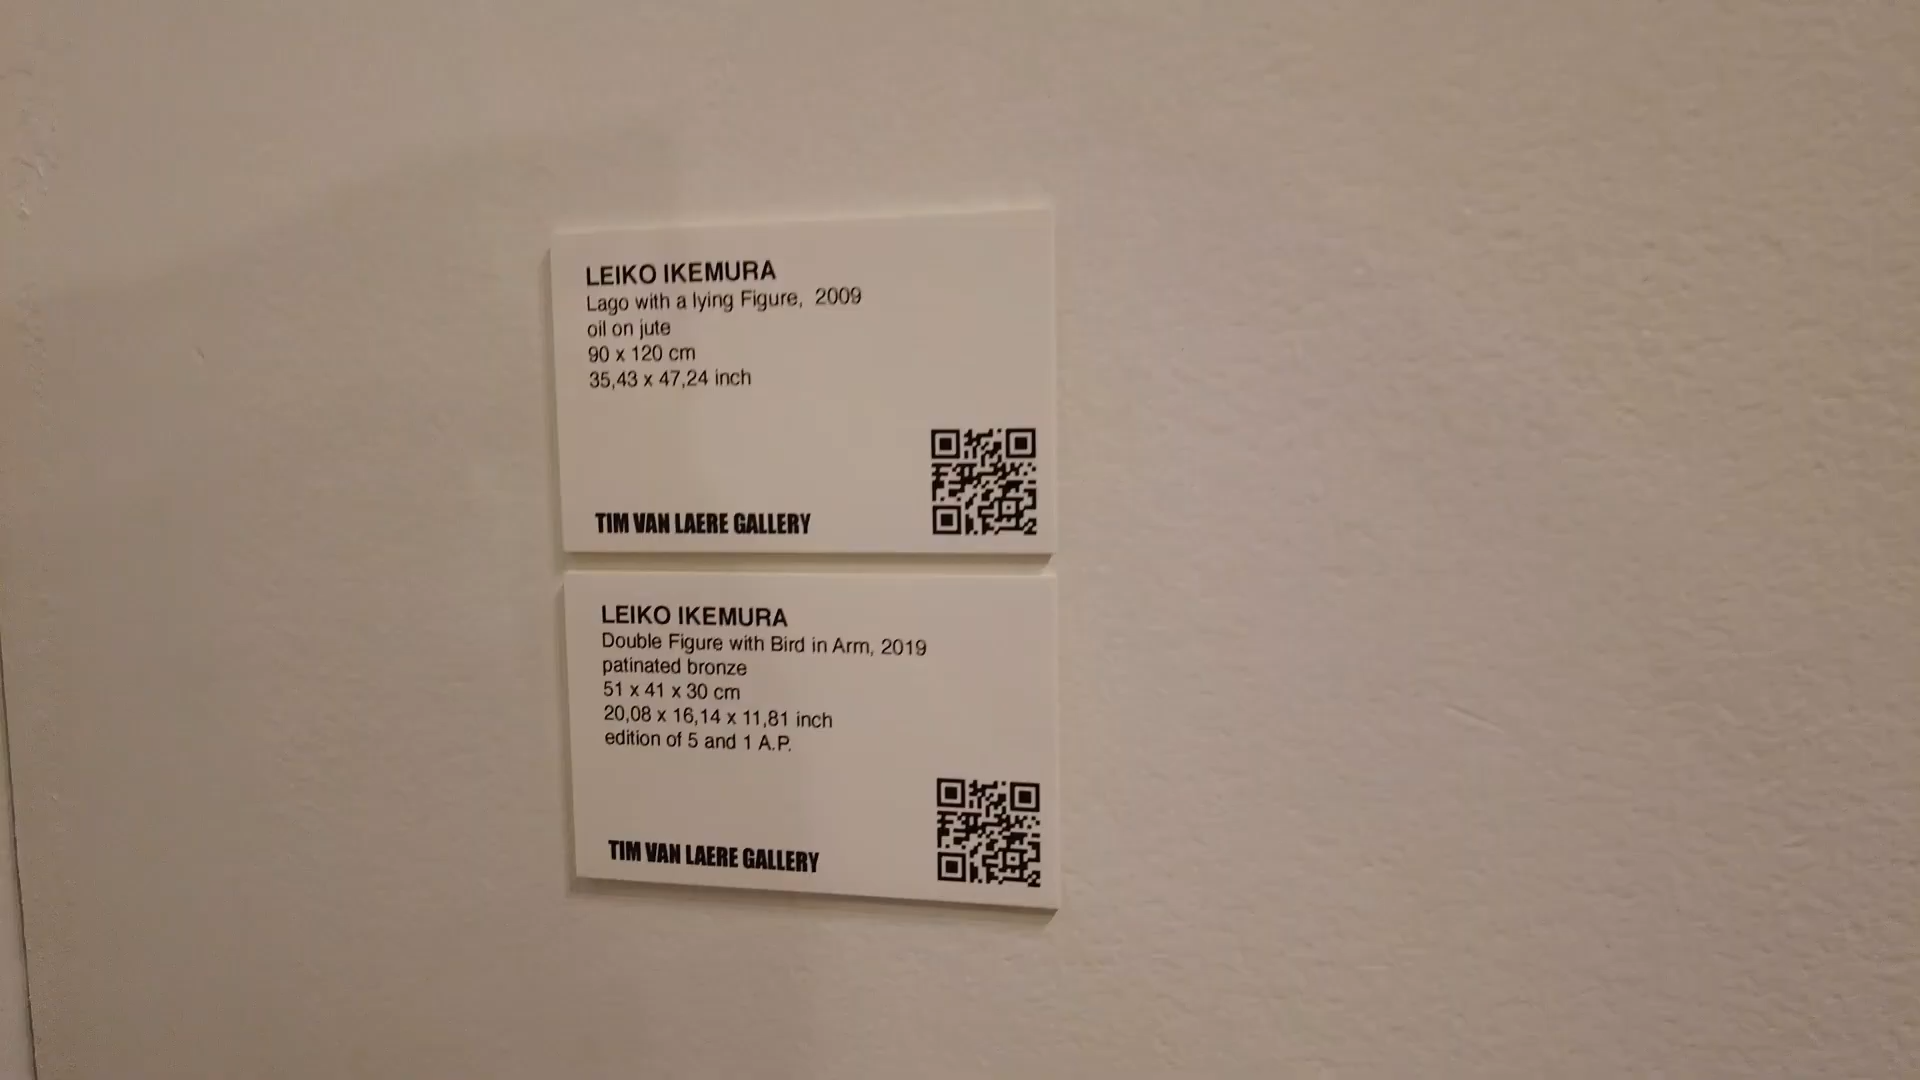 LEIKO IKEMURA
Lago with a lying Figure, 2009
oil on jute
90 x 120 cm
35,43 x 47,24 inch
TIM VAN LAERE GALLERY
LEIKO IKEMURA
Double Figure with Bird in Arm, 2019
patinated bronze
51 x 41 x 30 cm
20,08 x 16,14 x 11,81 inch
edition of 5 and 1 A.P.
TIM VAN LAERE GALLERY